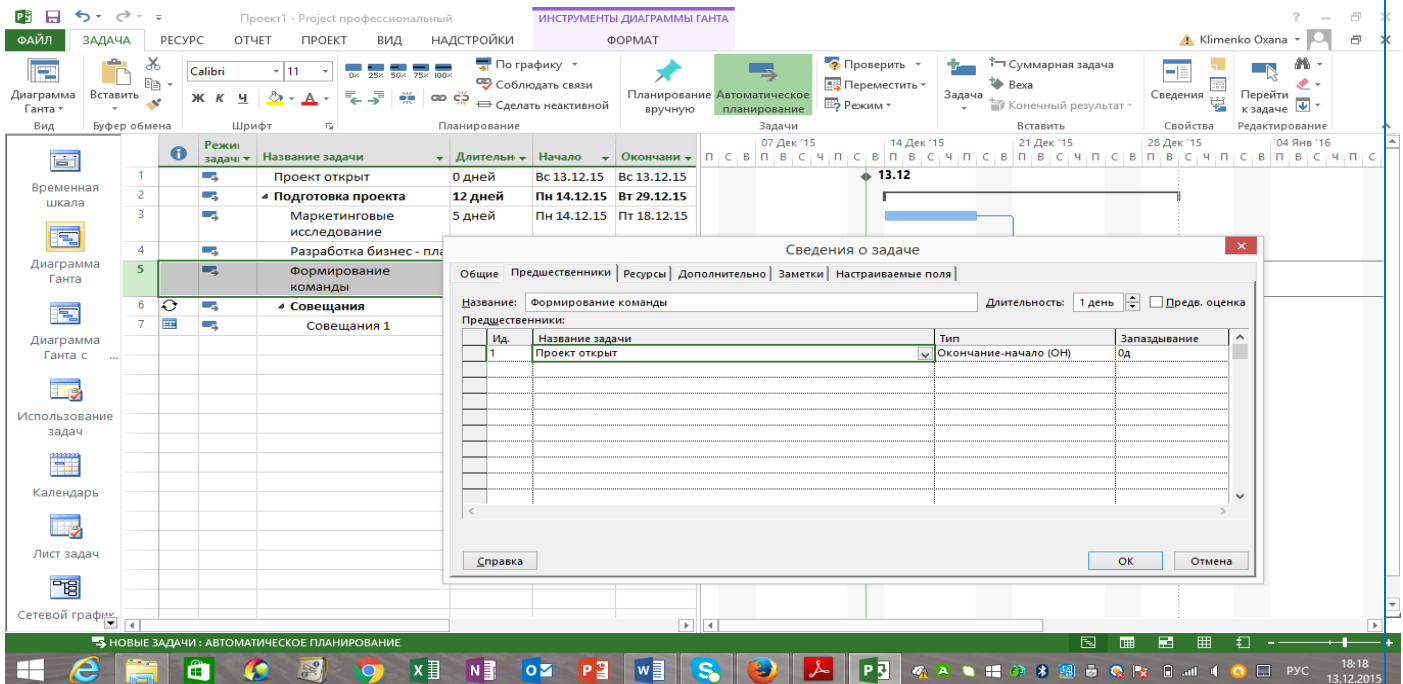 Проект1 - Project профессиональный
ИНСТРУМЕНТЫ ДИАГРАММЫ ГАНТА
ФАЙЛ ЗАДАЧА РЕСУРС ОТЧЕТ ПРОЕКТ ВИД НАДСТРОЙКИ ФОРМАТ
Klimenko Oxana
Диаграмма Ганта
Вид
Вставить
Буфер обмена
Calibri 11
Ж К Ч А
Шрифт
0× 25× 50× 75× 100×
По графику
Соблюдать связи
Сделать неактивной
Планирование
Планирование вручную
Автоматическое планирование
Проверить
Переместить
Режим
Задачи
Задача
Суммарная задача
Веха
Конечный результат
Вставить
Сведения
Свойства
Перейти к задаче
Редактирование
Временная шкала
Диаграмма Ганта
Диаграмма Ганта с ...
Использование задач
Календарь
Лист задач
Сетевой график
Режи задачи Название задачи Длительн Начало Окончани
07 Дек '15 14 Дек '15 21 Дек '15 28 Дек '15 04 Янв '16
П С В П В С Ч П С В П В С Ч П С В П В С Ч П С В П В С Ч П С
1 Проект открыт 0 дней Вс 13.12.15 Вс 13.12.15
13.12
2 Подготовка проекта 12 дней Пн 14.12.15 Вт 29.12.15
3 Маркетинговые исследование 5 дней Пн 14.12.15 Пт 18.12.15
4 Разработка бизнес - пла
5 Формирование команды
6 Совещания
7 Совещания 1
Сведения о задаче
Общие Предшественники Ресурсы Дополнительно Заметки Настраиваемые поля
Название: Формирование команды Длительность: 1 день Предв. оценка
Предшественники:
Ид. Название задачи Тип Запаздывание
1 Проект открыт Окончание-начало (ОН) 0д
Справка ОК Отмена
НОВЫЕ ЗАДАЧИ : АВТОМАТИЧЕСКОЕ ПЛАНИРОВАНИЕ
РУС
18:18
13.12.2015